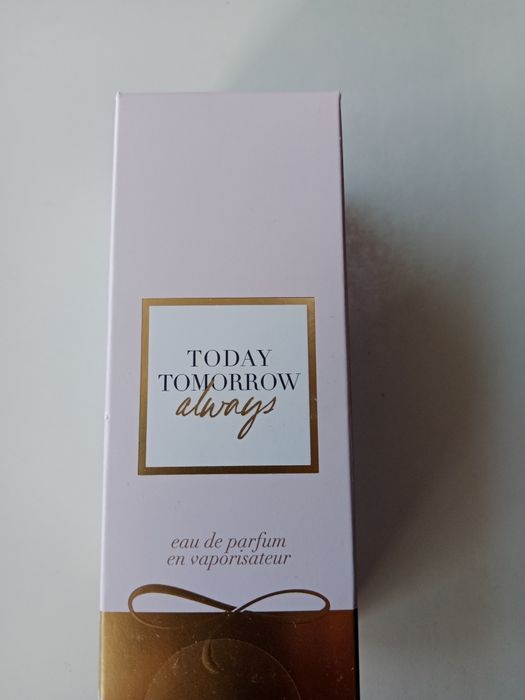 TODAY
TOMORROW
always
eau de parfum
en vaporisateur